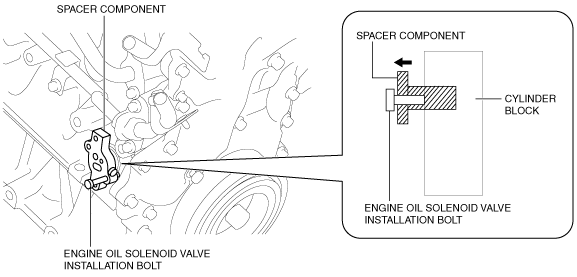 SPACER COMPONENT
ENGINE OIL SOLENOID VALVE
INSTALLATION BOLT
SPACER COMPONENT
CYLINDER
BLOCK
ENGINE OIL SOLENOID VALVE
INSTALLATION BOLT